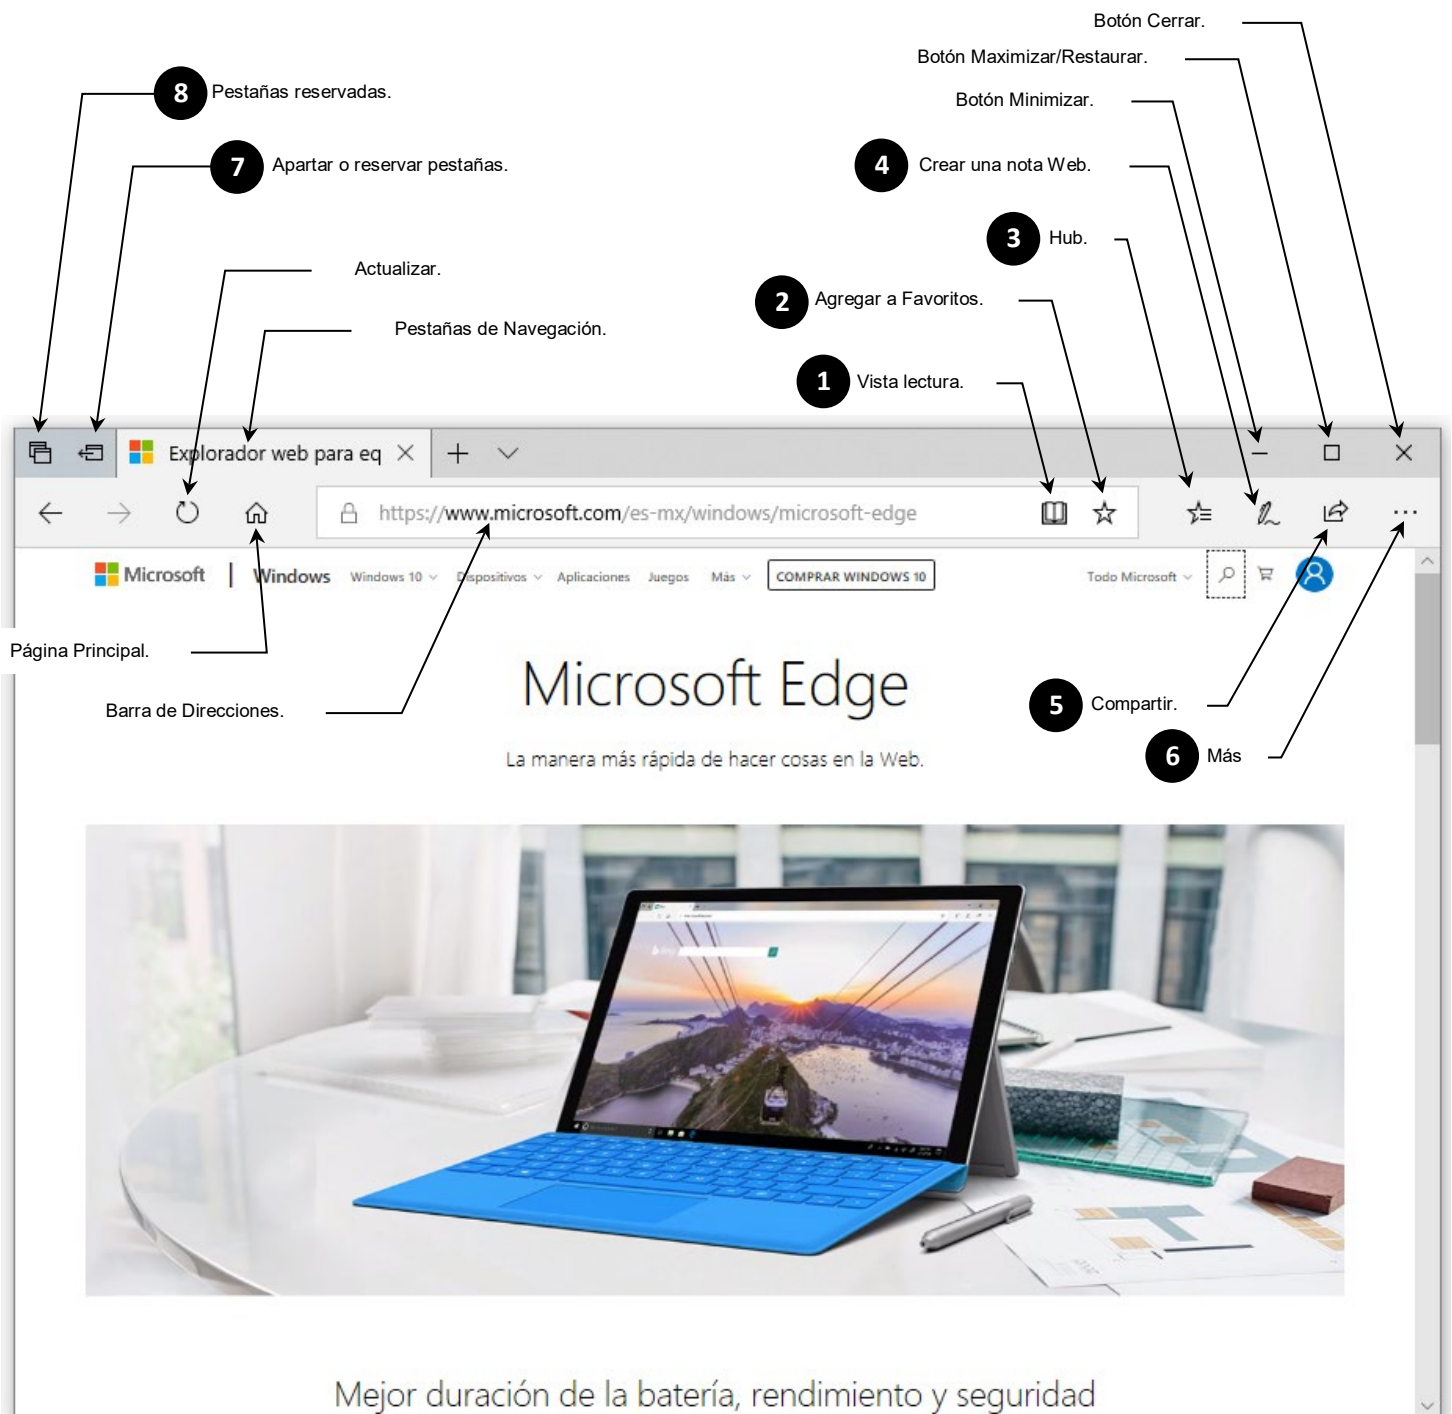 Botón Cerrar.
Botón Maximizar/Restaurar.
8 Pestañas reservadas.
Botón Minimizar.
7 Apartar o reservar pestañas.
4 Crear una nota Web.
3 Hub.
Actualizar.
2 Agregar a Favoritos.
Pestañas de Navegación.
1 Vista lectura.
Explorador web para eq
https://www.microsoft.com/es-mx/windows/microsoft-edge
Microsoft | Windows Windows 10 Dispositivos Aplicaciones Juegos Más COMPRAR WINDOWS 10 Todo Microsoft
Página Principal.
Microsoft Edge
Barra de Direcciones.
5 Compartir.
La manera más rápida de hacer cosas en la Web.
6 Más
Mejor duración de la batería, rendimiento y seguridad